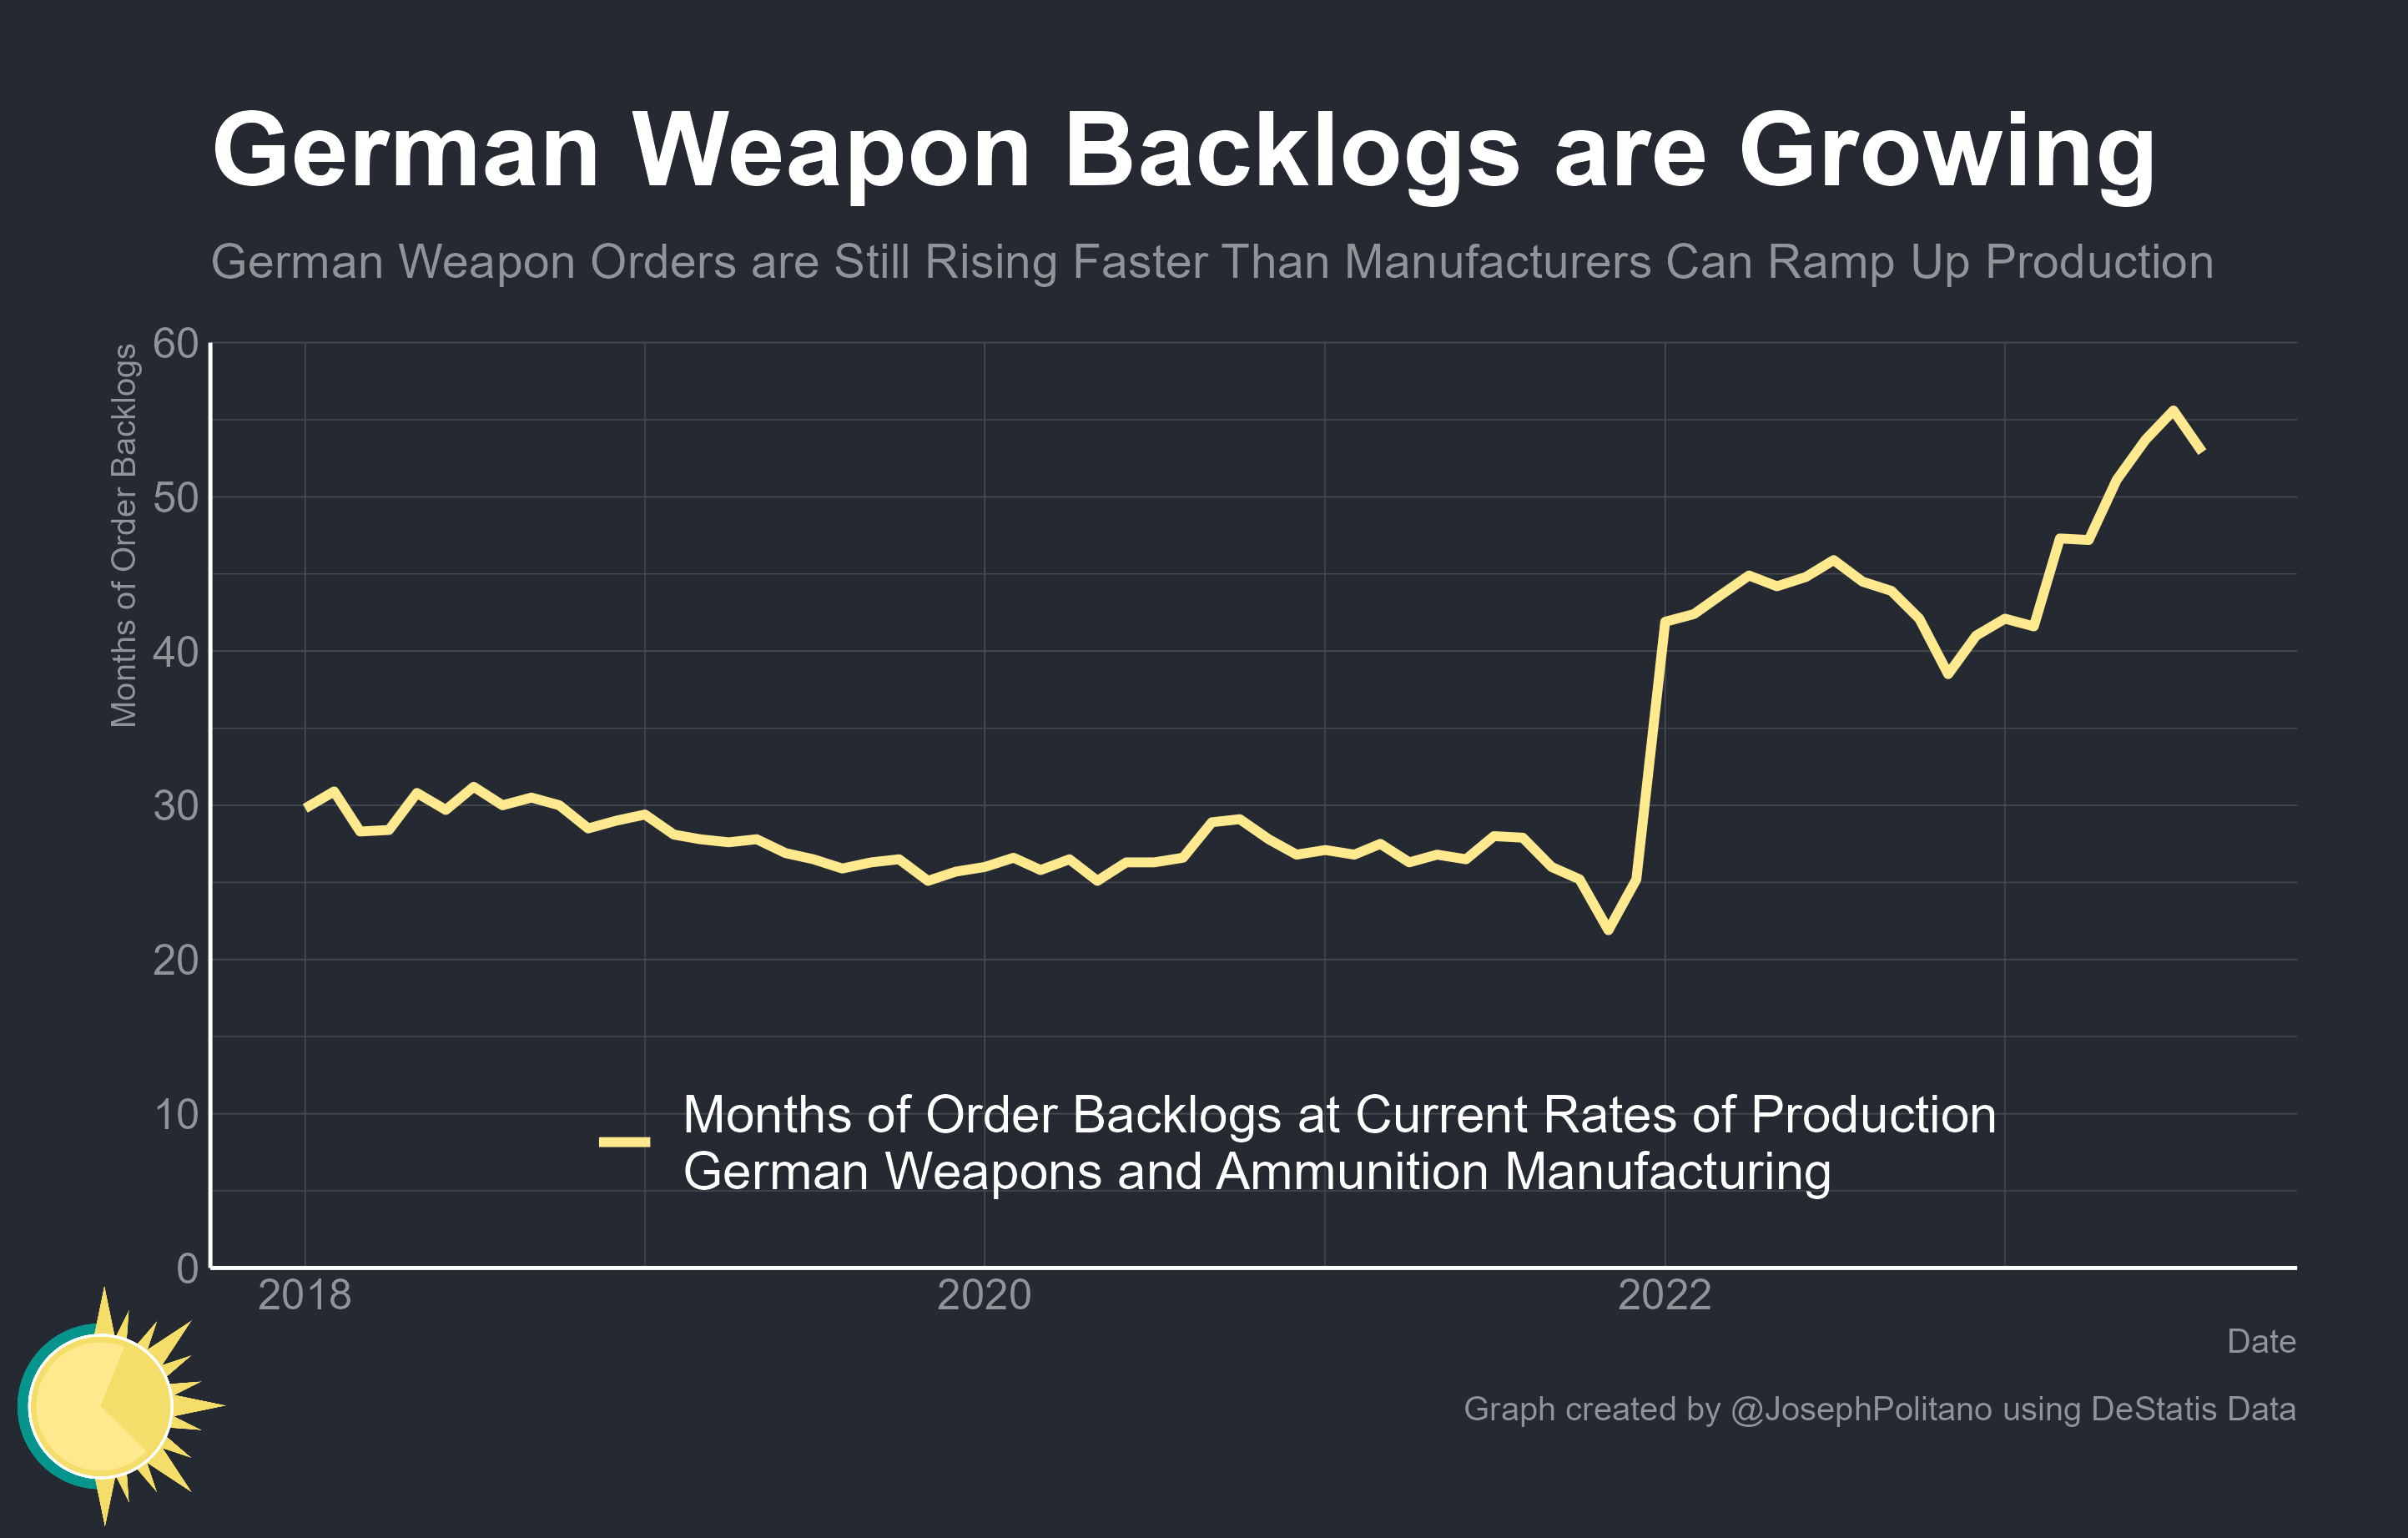 German Weapon Backlogs are Growing
German Weapon Orders are Still Rising Faster Than Manufacturers Can Ramp Up Production
Months of Order Backlogs
60
50
40
30
20
10
0
Months of Order Backlogs at Current Rates of Production
German Weapons and Ammunition Manufacturing
2018
2020
2022
Date
Graph created by @JosephPolitano using DeStatis Data